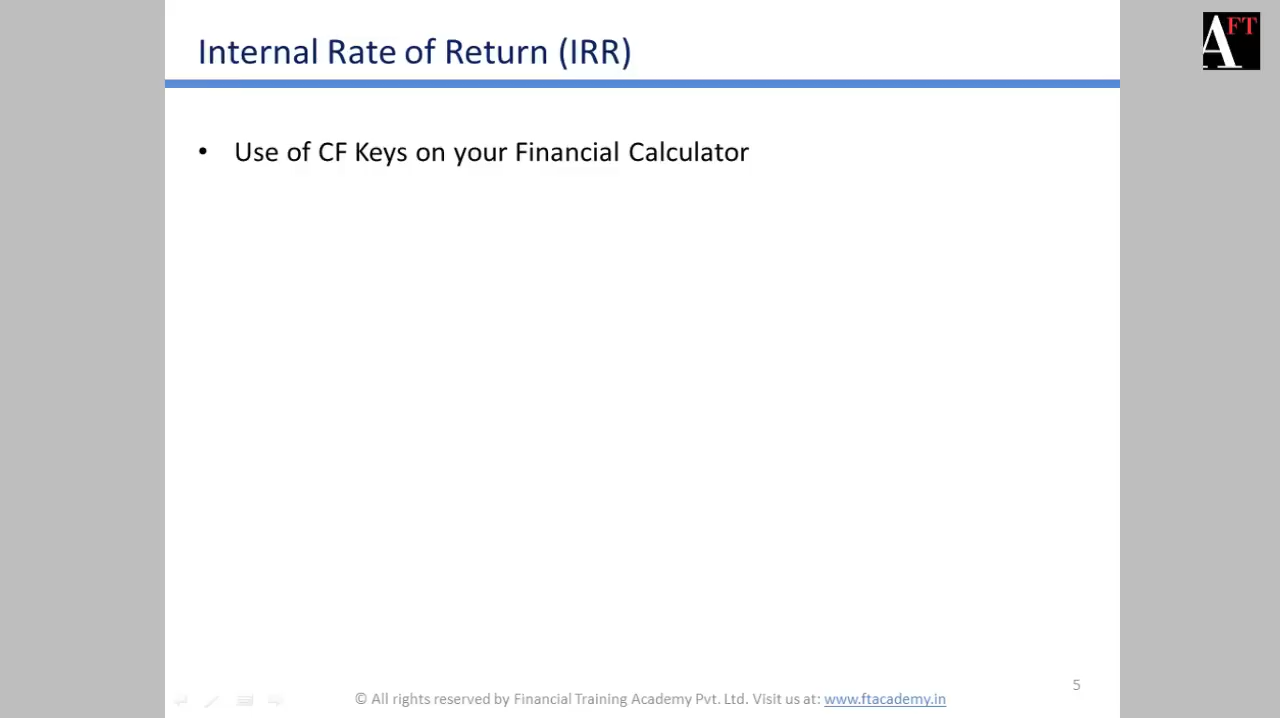 AFT
Internal Rate of Return (IRR)
• Use of CF Keys on your Financial Calculator
5
© All rights reserved by Financial Training Academy Pvt. Ltd. Visit us at: www.ftacademy.in